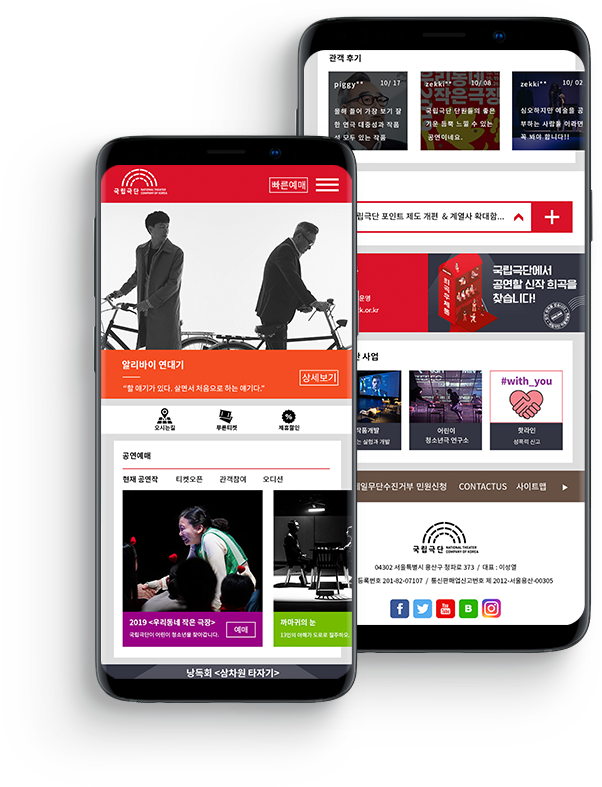 국립극단
NATIONAL THEATER
COMPANY OF KOREA
빠른예매
알리바이 연대기
"할 얘기가 있다. 살면서 처음으로 하는 얘기다."
상세보기
오시는길
푸른티켓
제휴할인
공연예매
현재 공연작
티켓오픈
관객참여
오디션
2019 <우리동네 작은 극장>
국립극단이 어린이 청소년을 찾아갑니다.
예매
까마귀의 눈
13인의 아해가 도로로 질주하오.
낭독회 <삼차원 타자기>
관객 후기
piggy** 10/ 17
올해 들어 가장 보기 잘
한 연극 대중성과 작품
성 모두 있는 작품
zekki** 10/ 08
국립극단 단원들의 좋은
기운 듬뿍 느낄 수 있는
공연이네요.
zekki** 10/ 02
심오하지만 예술을 공
부하는 사람을 이라면
꼭 봐야 합니다!!
립극단 포인트 제도 개편 & 계열사 확대함...
운영
k.or.kr
국립극단에서
공연할 신작 희곡을
찾습니다!
사업
작품개발
는 실험과 개발
어린이
청소년극 연구소
#with_you
핫라인
성폭력 신고
메일무단수진거부 민원신청
CONTACTUS
사이트맵
국립극단
NATIONAL THEATER
COMPANY OF KOREA
04302 서울특별시 용산구 청파로 373 / 대표 : 이성열
등록번호 201-82-07107 / 통신판매업신고번호 제 2012-서울용산-00305
You
Tube